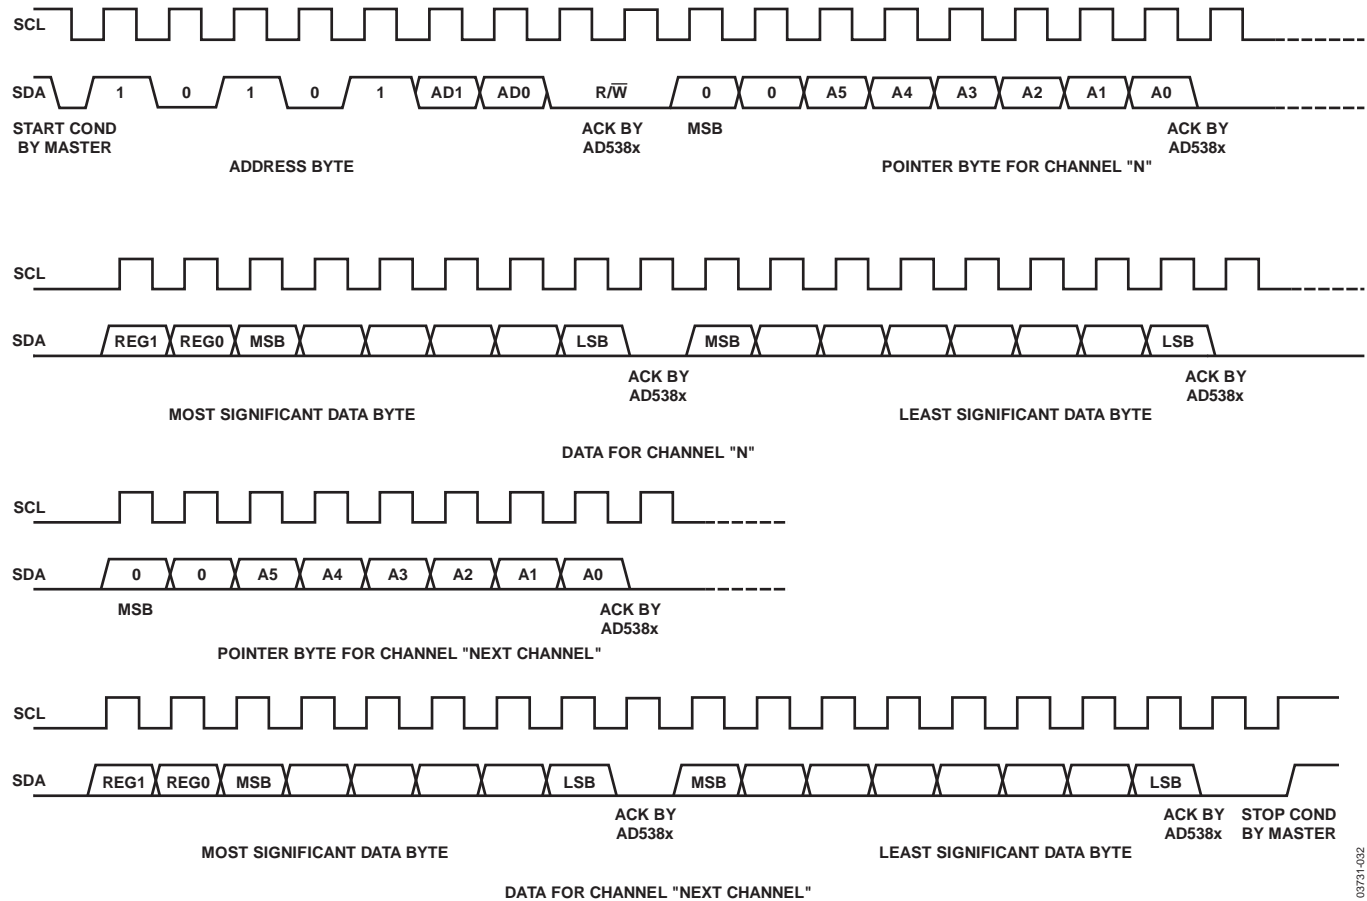 SCL
SDA 1 0 1 0 1 AD1 AD0 R/W̅ 0 0 A5 A4 A3 A2 A1 A0
START COND
BY MASTER
ACK BY
AD538x
MSB
ACK BY
AD538x
ADDRESS BYTE
POINTER BYTE FOR CHANNEL "N"
SCL
SDA REG1 REG0 MSB LSB MSB LSB
ACK BY
AD538x
ACK BY
AD538x
MOST SIGNIFICANT DATA BYTE
LEAST SIGNIFICANT DATA BYTE
DATA FOR CHANNEL "N"
SCL
SDA 0 0 A5 A4 A3 A2 A1 A0
MSB
ACK BY
AD538x
POINTER BYTE FOR CHANNEL "NEXT CHANNEL"
SCL
SDA REG1 REG0 MSB LSB MSB LSB
ACK BY
AD538x
ACK BY
AD538x
STOP COND
BY MASTER
MOST SIGNIFICANT DATA BYTE
LEAST SIGNIFICANT DATA BYTE
DATA FOR CHANNEL "NEXT CHANNEL"
03731-032